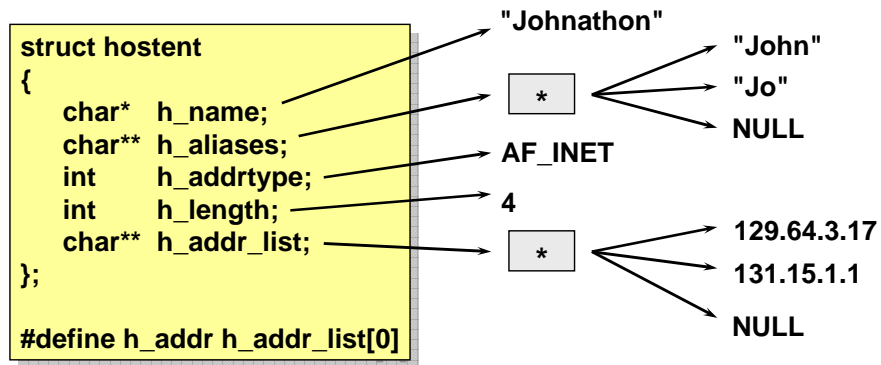 struct hostent
{
char* h_name;
char** h_aliases;
int h_addrtype;
int h_length;
char** h_addr_list;
};
#define h_addr h_addr_list[0]
"Johnathon"
*
"John"
"Jo"
NULL
AF_INET
4
*
129.64.3.17
131.15.1.1
NULL